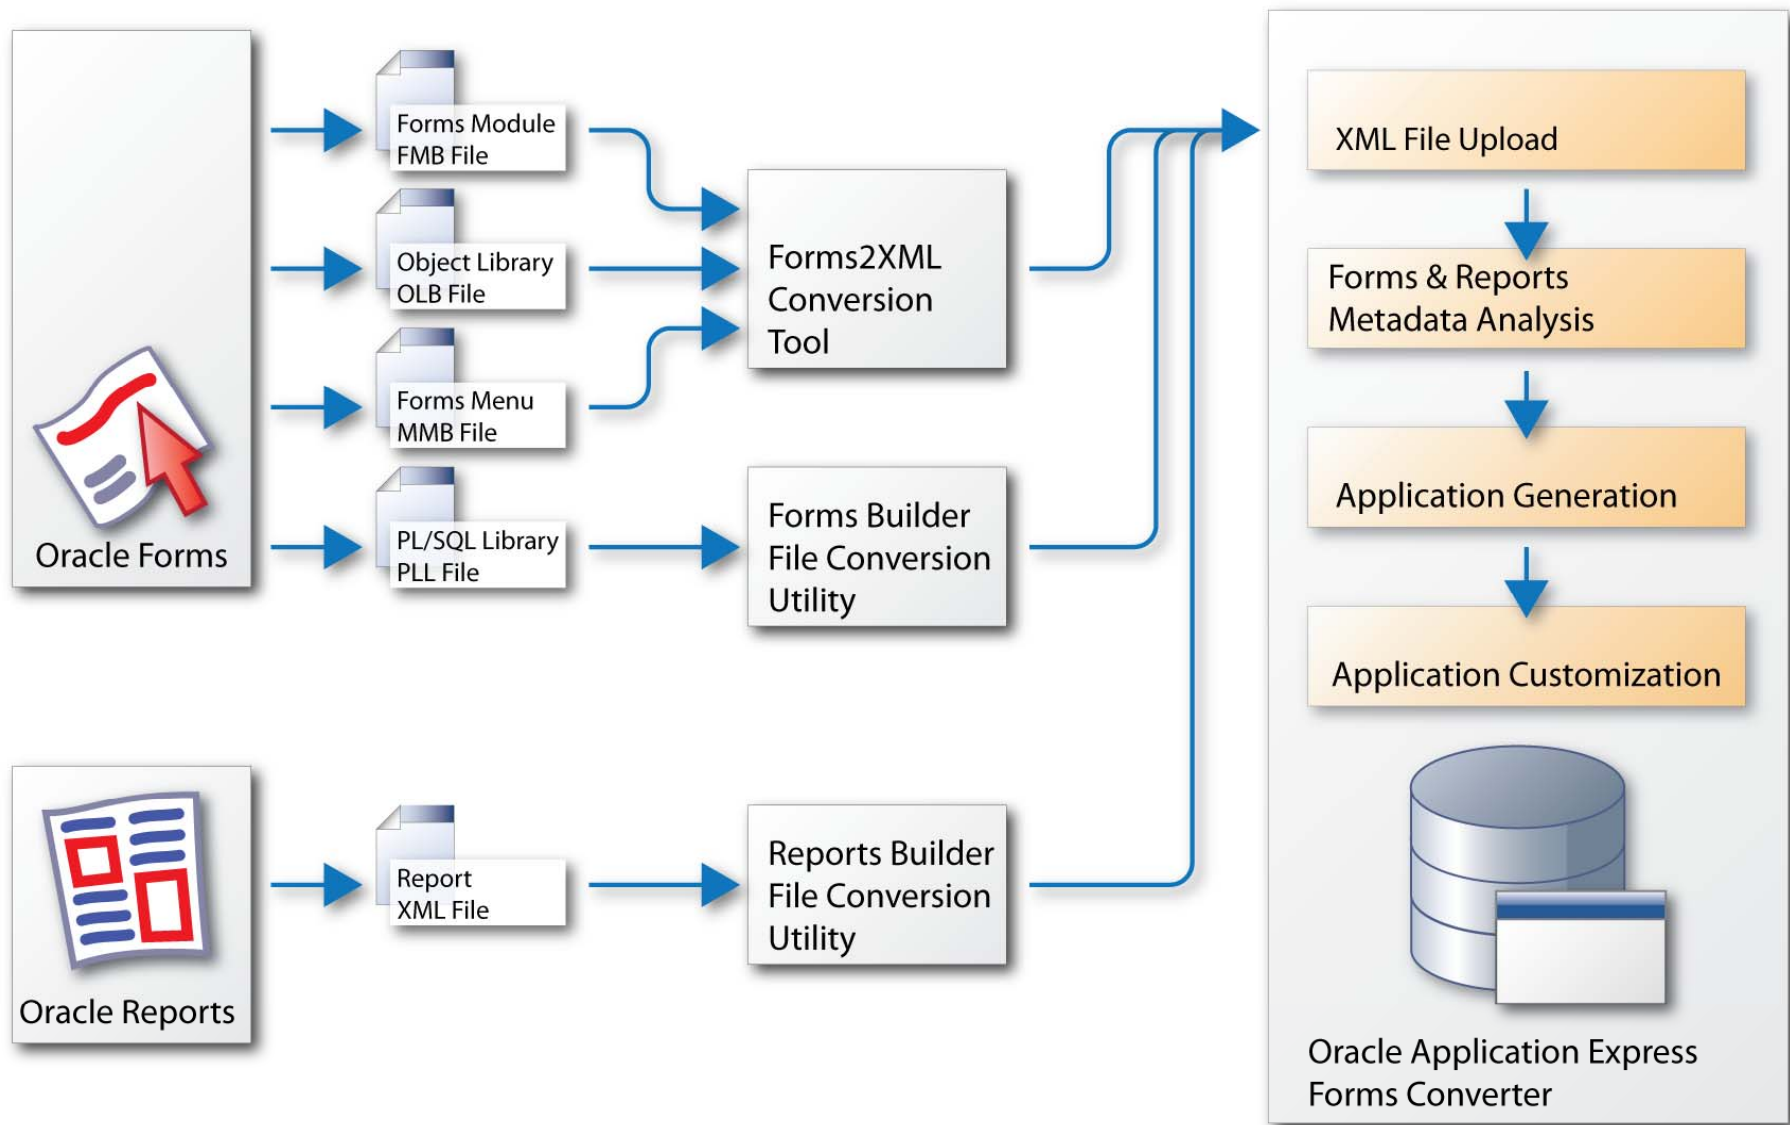 Oracle Forms
Forms Module
FMB File
Object Library
OLB File
Forms Menu
MMB File
PL/SQL Library
PLL File
Forms2XML
Conversion
Tool
Forms Builder
File Conversion
Utility
Oracle Reports
Report
XML File
Reports Builder
File Conversion
Utility
XML File Upload
Forms & Reports
Metadata Analysis
Application Generation
Application Customization
Oracle Application Express
Forms Converter